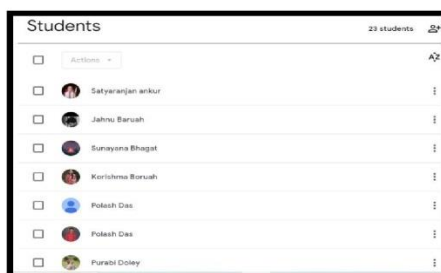 Students 23 students
Actions
Satyaranjan ankur
Jahnu Baruah
Sunayana Bhagat
Korishma Boruah
Polash Das
Polash Das
Purabi Doley